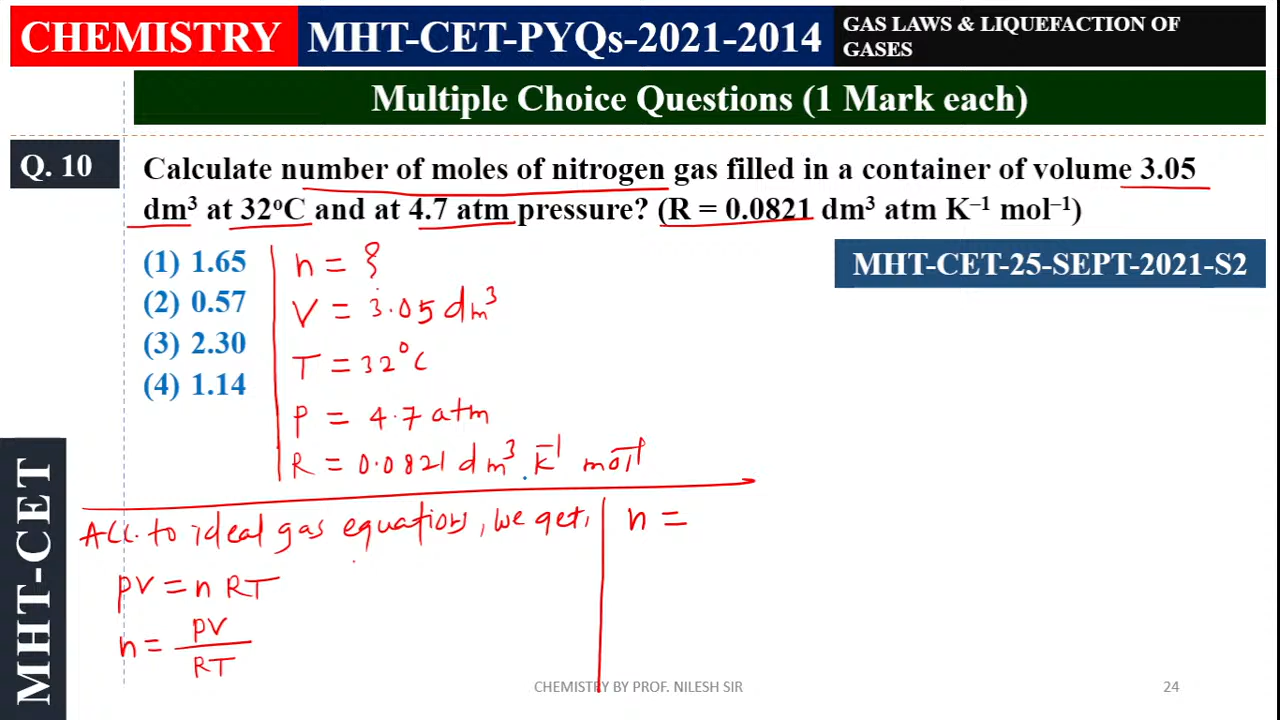 CHEMISTRY
MHT-CET-PYQs-2021-2014
GAS LAWS & LIQUEFACTION OF
GASES
Multiple Choice Questions (1 Mark each)
Q. 10
Calculate number of moles of nitrogen gas filled in a container of volume 3.05
dm³ at 32°C and at 4.7 atm pressure? (R = 0.0821 dm³ atm K⁻¹ mol⁻¹)
MHT-CET-25-SEPT-2021-S2
(1) 1.65
(2) 0.57
(3) 2.30
(4) 1.14
n = ?
V = 3.05 dm³
T = 32°C
P = 4.7 atm
R = 0.0821 dm³ . K⁻¹ mol⁻¹
Acc. to ideal gas equation, we get,
PV = n RT
n = PV
RT
n =
MHT-CET
CHEMISTRY BY PROF. NILESH SIR
24